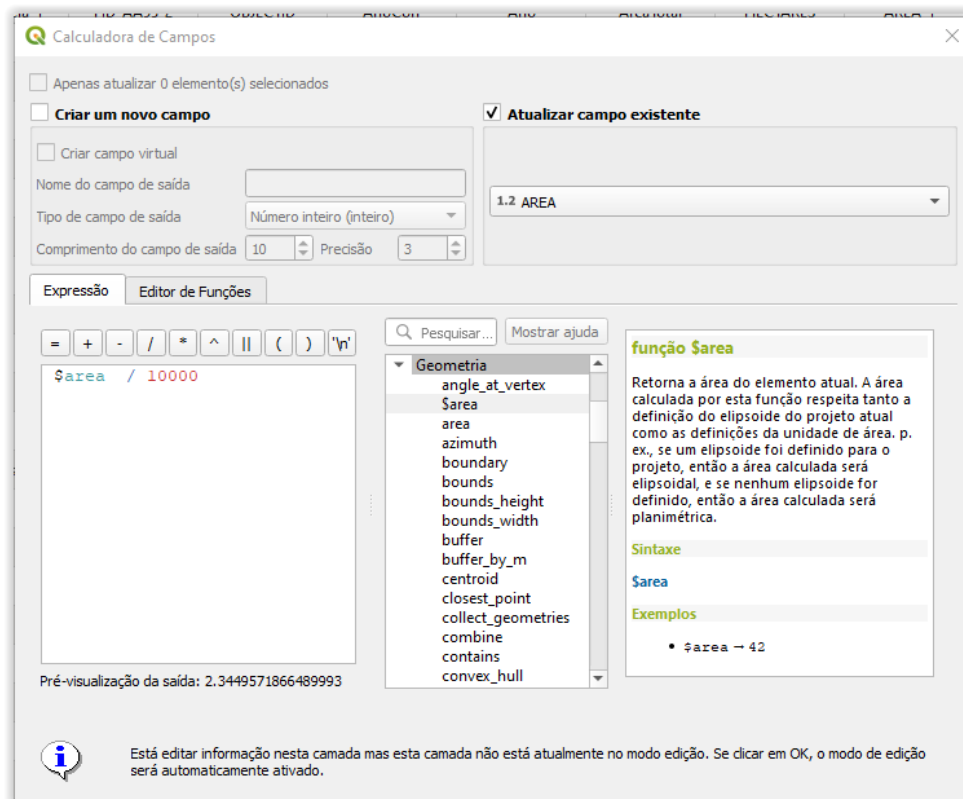 OBJECTID
Calculadora de Campos
Apenas atualizar 0 elemento(s) selecionados
Criar um novo campo
Atualizar campo existente
Criar campo virtual
Nome do campo de saída
1.2 AREA
Tipo de campo de saída
Número inteiro (inteiro)
Comprimento do campo de saída
10
Precisão
3
Expressão
Editor de Funções
=
+
-
/
*
^
||
(
)
'\n'
Pesquisar...
Mostrar ajuda
$area / 10000
Geometria
angle_at_vertex
$area
area
azimuth
boundary
bounds
bounds_height
bounds_width
buffer
buffer_by_m
centroid
closest_point
collect_geometries
combine
contains
convex_hull
função $area
Retorna a área do elemento atual. A área
calculada por esta função respeita tanto a
definição do elipsoide do projeto atual
como as definições da unidade de área. p.
ex., se um elipsoide foi definido para o
projeto, então a área calculada será
elipsoidal, e se nenhum elipsoide for
definido, então a área calculada será
planimétrica.
Sintaxe
$area
Exemplos
• $area → 42
Pré-visualização da saída: 2.3449571866489993
Está editar informação nesta camada mas esta camada não está atualmente no modo edição. Se clicar em OK, o modo de edição
será automaticamente ativado.